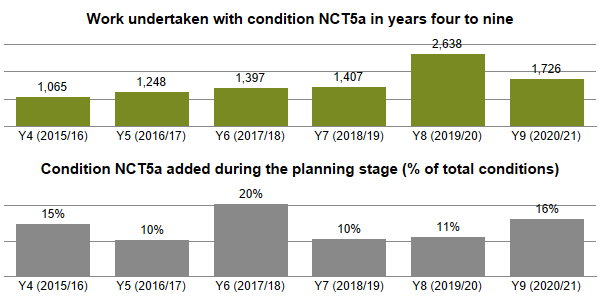 Work undertaken with condition NCT5a in years four to nine
2,638
1,726
1,065 1,248 1,397 1,407
Y4 (2015/16) Y5 (2016/17) Y6 (2017/18) Y7 (2018/19) Y8 (2019/20) Y9 (2020/21)
Condition NCT5a added during the planning stage (% of total conditions)
20%
15% 10% 10% 11% 16%
Y4 (2015/16) Y5 (2016/17) Y6 (2017/18) Y7 (2018/19) Y8 (2019/20) Y9 (2020/21)